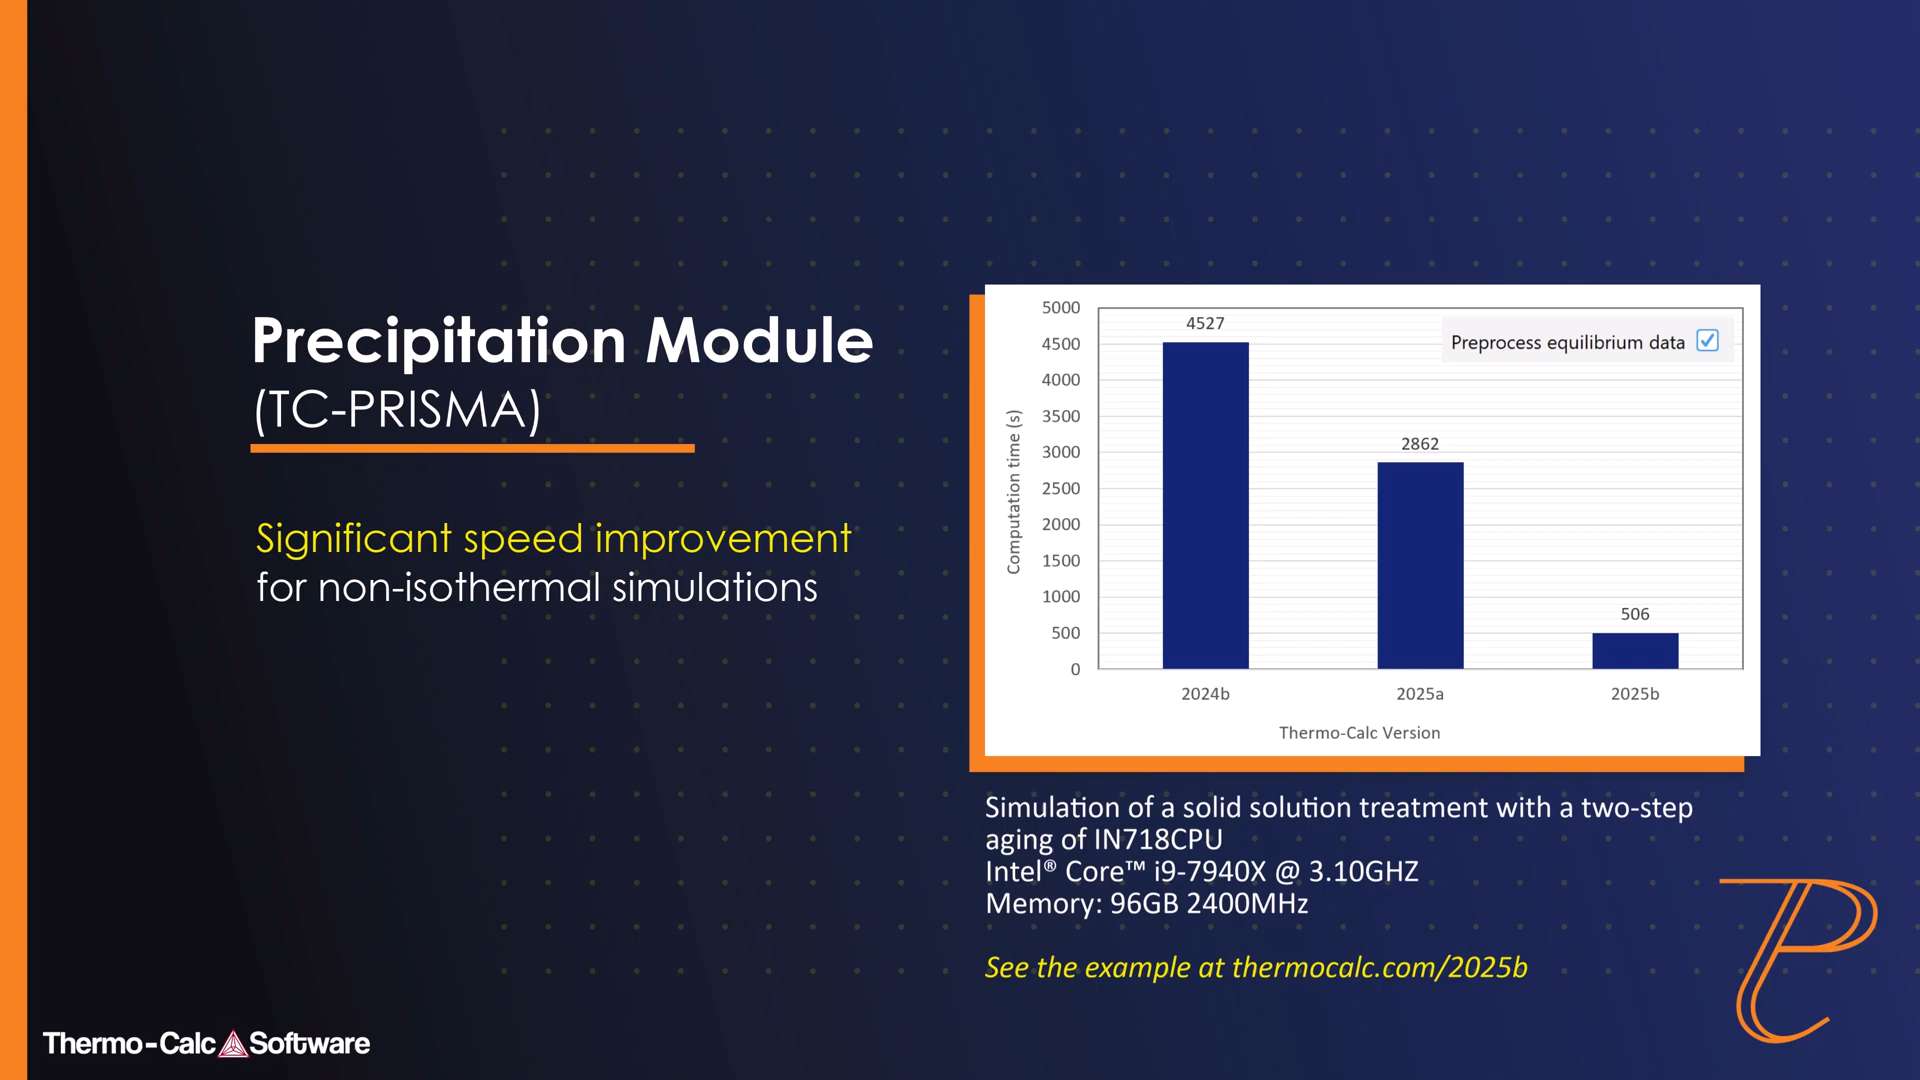 Precipitation Module
(TC-PRISMA)
Significant speed improvement
for non-isothermal simulations
5000
4500
4000
3500
3000
2500
2000
1500
1000
500
0
Computation time (s)
4527
2862
506
Preprocess equilibrium data
2024b
2025a
2025b
Thermo-Calc Version
Simulation of a solid solution treatment with a two-step
aging of IN718CPU
Intel® Core™ i9-7940X @ 3.10GHZ
Memory: 96GB 2400MHz
See the example at thermocalc.com/2025b
Thermo-Calc Software